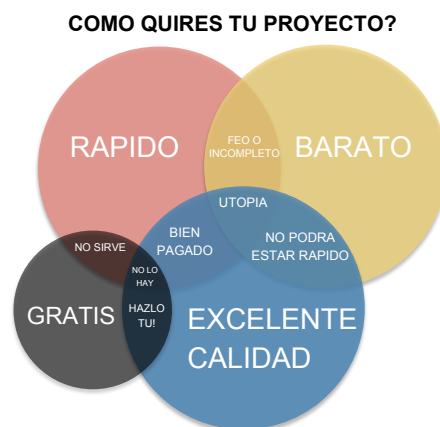 COMO QUIRES TU PROYECTO?
RAPIDO
FEO O
INCOMPLETO
BARATO
UTOPIA
BIEN
PAGADO
NO PODRA
ESTAR RAPIDO
NO SIRVE
NO LO
HAY
HAZLO
TU!
GRATIS
EXCELENTE
CALIDAD